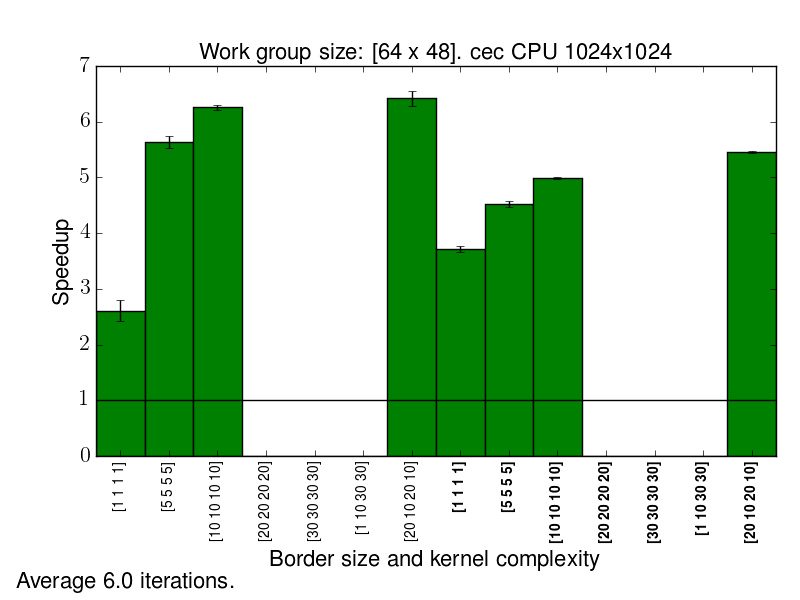 Work group size: [64 x 48]. cec CPU 1024x1024
7
6
5
4
3
2
1
0
Speedup
[1 1 1 1]
[5 5 5 5]
[10 10 10 10]
[20 20 20 20]
[30 30 30 30]
[1 10 30 30]
[20 10 20 10]
[1 1 1 1]
[5 5 5 5]
[10 10 10 10]
[20 20 20 20]
[30 30 30 30]
[1 10 30 30]
[20 10 20 10]
Border size and kernel complexity
Average 6.0 iterations.